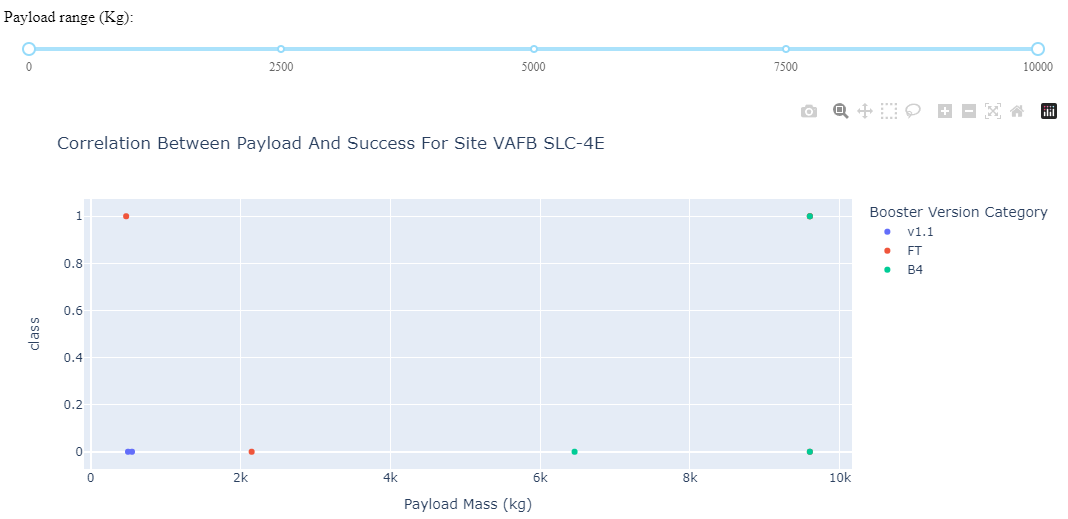 Payload range (Kg):
0 2500 5000 7500 10000
Correlation Between Payload And Success For Site VAFB SLC-4E
Booster Version Category
v1.1
FT
B4
1
0.8
0.6
0.4
0.2
0
class
0 2k 4k 6k 8k 10k
Payload Mass (kg)